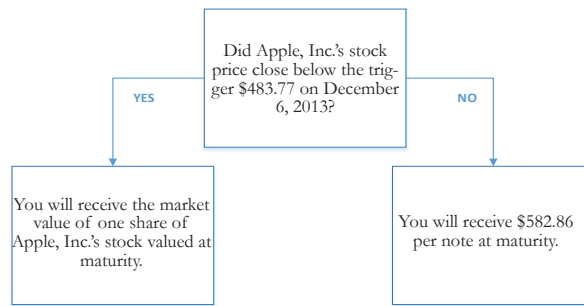 Did Apple, Inc.'s stock
price close below the trig-
ger $483.77 on December
6, 2013?
YES
NO
You will receive the market
value of one share of
Apple, Inc.'s stock valued at
maturity.
You will receive $582.86
per note at maturity.